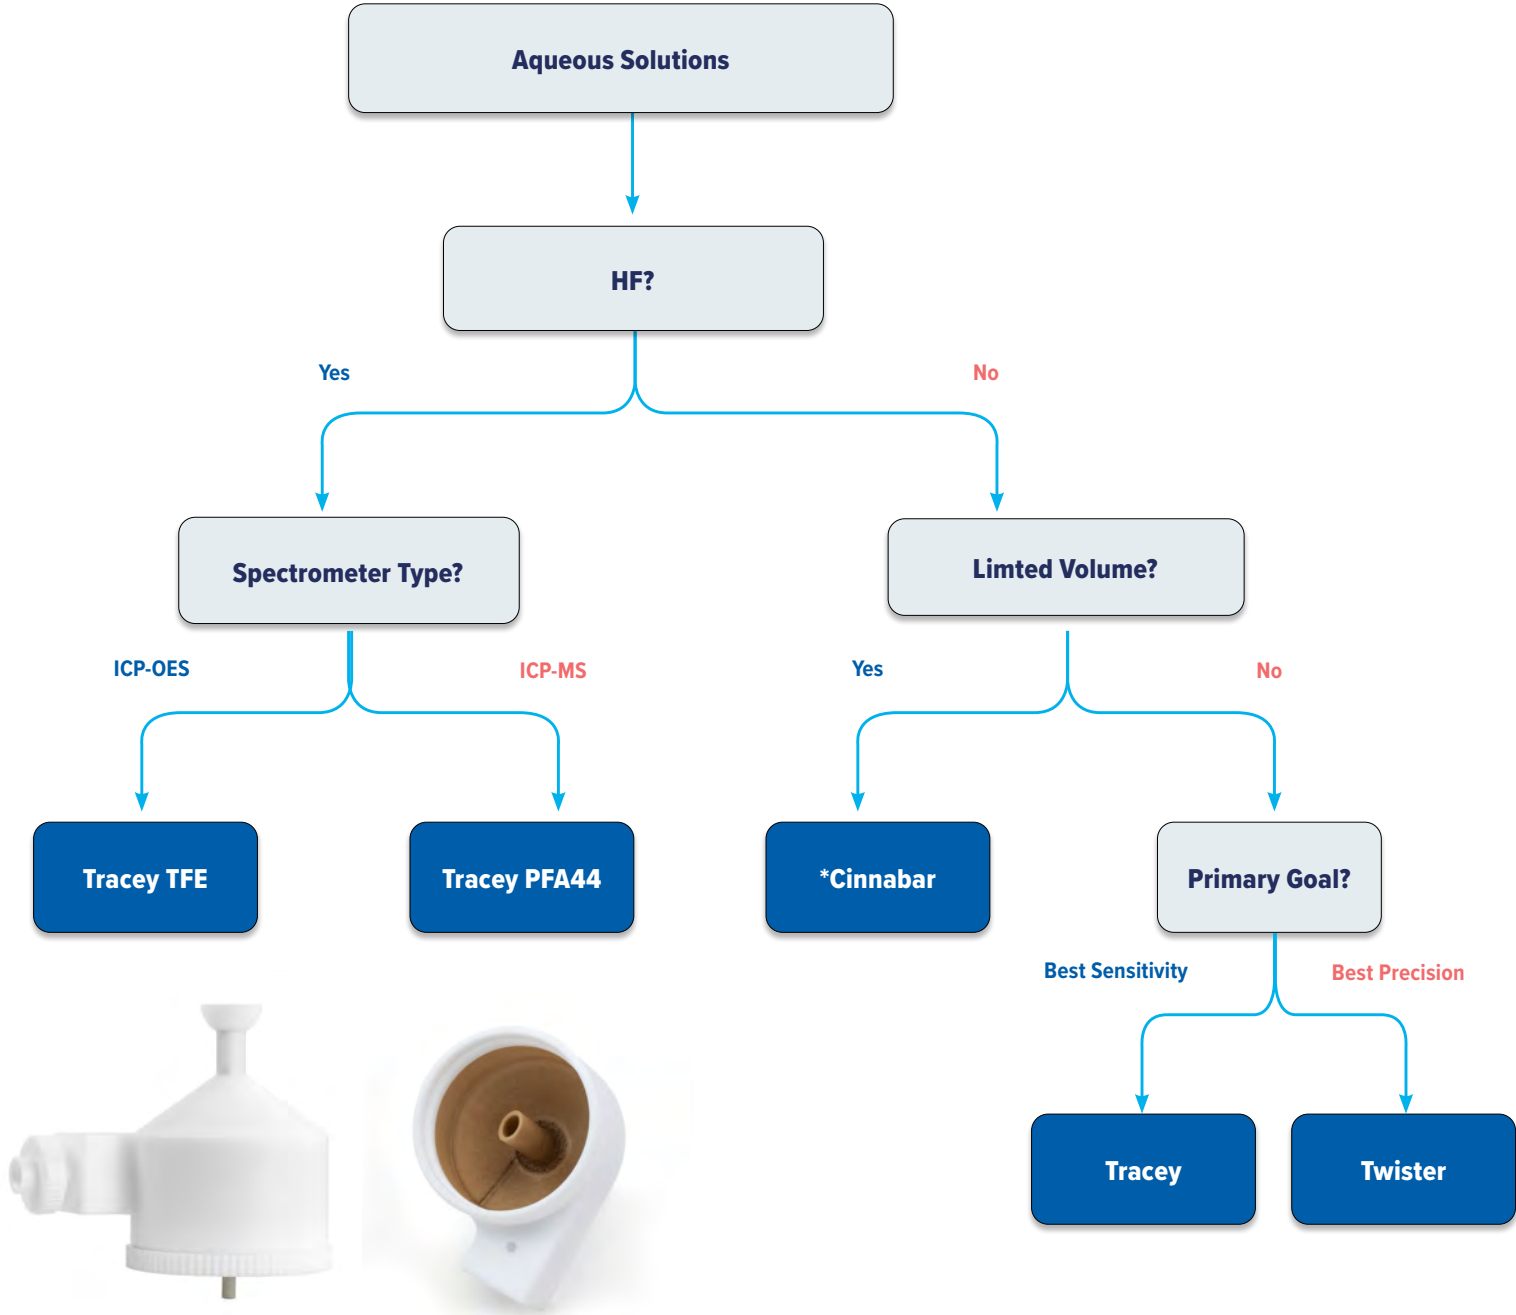 Aqueous Solutions
HF?
Yes
No
Spectrometer Type?
Limted Volume?
ICP-OES
ICP-MS
Yes
No
Tracey TFE
Tracey PFA44
*Cinnabar
Primary Goal?
Best Sensitivity
Best Precision
Tracey
Twister